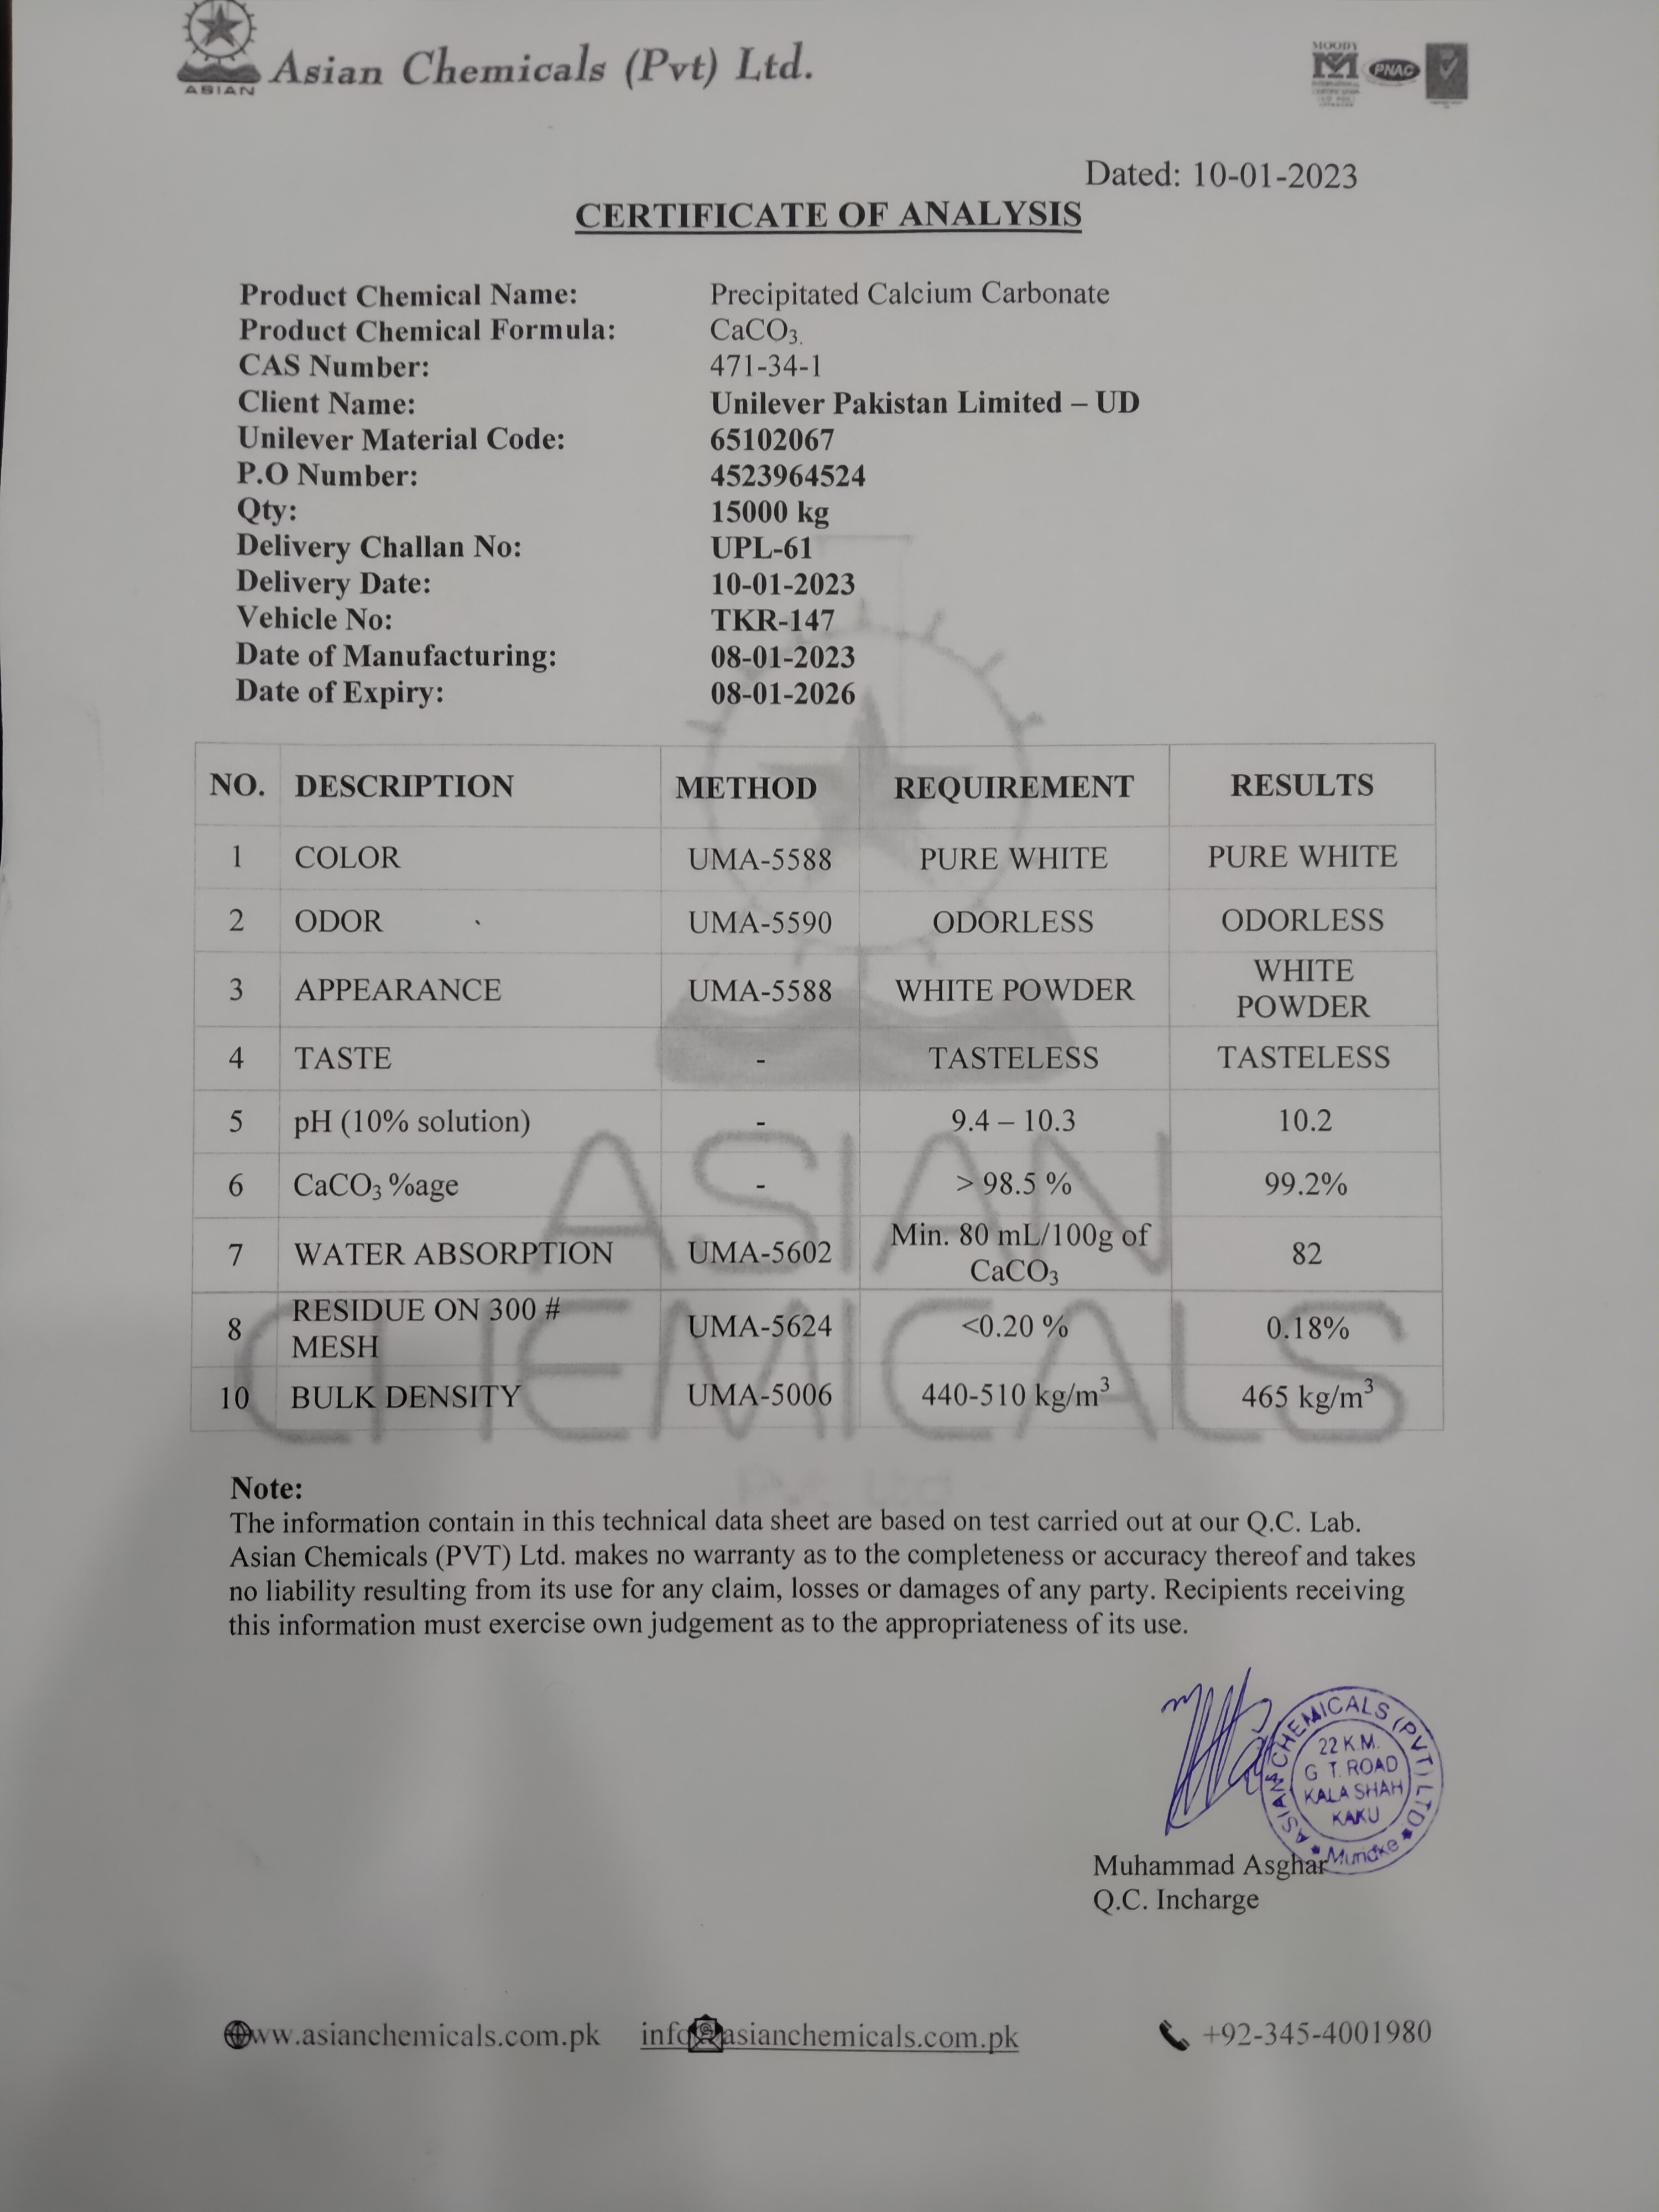 Asian Chemicals (Pvt) Ltd.
ASIAN
MOODY
PNAC
Dated: 10-01-2023
CERTIFICATE OF ANALYSIS
Product Chemical Name: Precipitated Calcium Carbonate
Product Chemical Formula: CaCO₃.
CAS Number: 471-34-1
Client Name: Unilever Pakistan Limited – UD
Unilever Material Code: 65102067
P.O Number: 4523964524
Qty: 15000 kg
Delivery Challan No: UPL-61
Delivery Date: 10-01-2023
Vehicle No: TKR-147
Date of Manufacturing: 08-01-2023
Date of Expiry: 08-01-2026
NO. DESCRIPTION METHOD REQUIREMENT RESULTS
1 COLOR UMA-5588 PURE WHITE PURE WHITE
2 ODOR UMA-5590 ODORLESS ODORLESS
3 APPEARANCE UMA-5588 WHITE POWDER WHITE POWDER
4 TASTE - TASTELESS TASTELESS
5 pH (10% solution) - 9.4 – 10.3 10.2
6 CaCO₃ %age - > 98.5 % 99.2%
7 WATER ABSORPTION UMA-5602 Min. 80 mL/100g of CaCO₃ 82
8 RESIDUE ON 300 # MESH UMA-5624 <0.20 % 0.18%
10 BULK DENSITY UMA-5006 440-510 kg/m³ 465 kg/m³
ASIAN
CHEMICALS
Pvt. Ltd
Note:
The information contain in this technical data sheet are based on test carried out at our Q.C. Lab.
Asian Chemicals (PVT) Ltd. makes no warranty as to the completeness or accuracy thereof and takes
no liability resulting from its use for any claim, losses or damages of any party. Recipients receiving
this information must exercise own judgement as to the appropriateness of its use.
ASIAN CHEMICALS (PVT) LTD
22 K.M.
G T. ROAD
KALA SHAH
KAKU
Muridke
Muhammad Asghar
Q.C. Incharge
www.asianchemicals.com.pk info@asianchemicals.com.pk +92-345-4001980